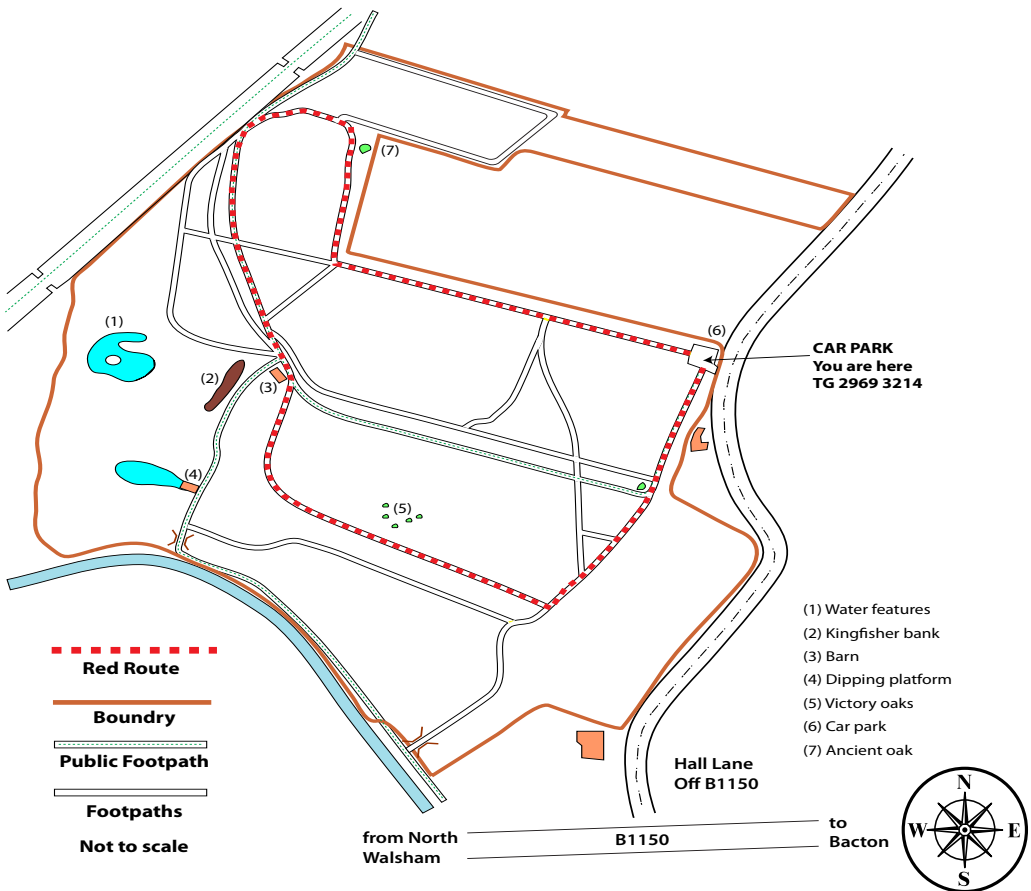 (7)
(6)
(1)
CAR PARK
You are here
TG 2969 3214
(2)
(3)
(4)
(5)
(1) Water features
(2) Kingfisher bank
(3) Barn
(4) Dipping platform
(5) Victory oaks
(6) Car park
(7) Ancient oak
Red Route
Boundry
Public Footpath
Footpaths
Not to scale
Hall Lane
Off B1150
from North
Walsham
B1150
to
Bacton
N
W
E
S